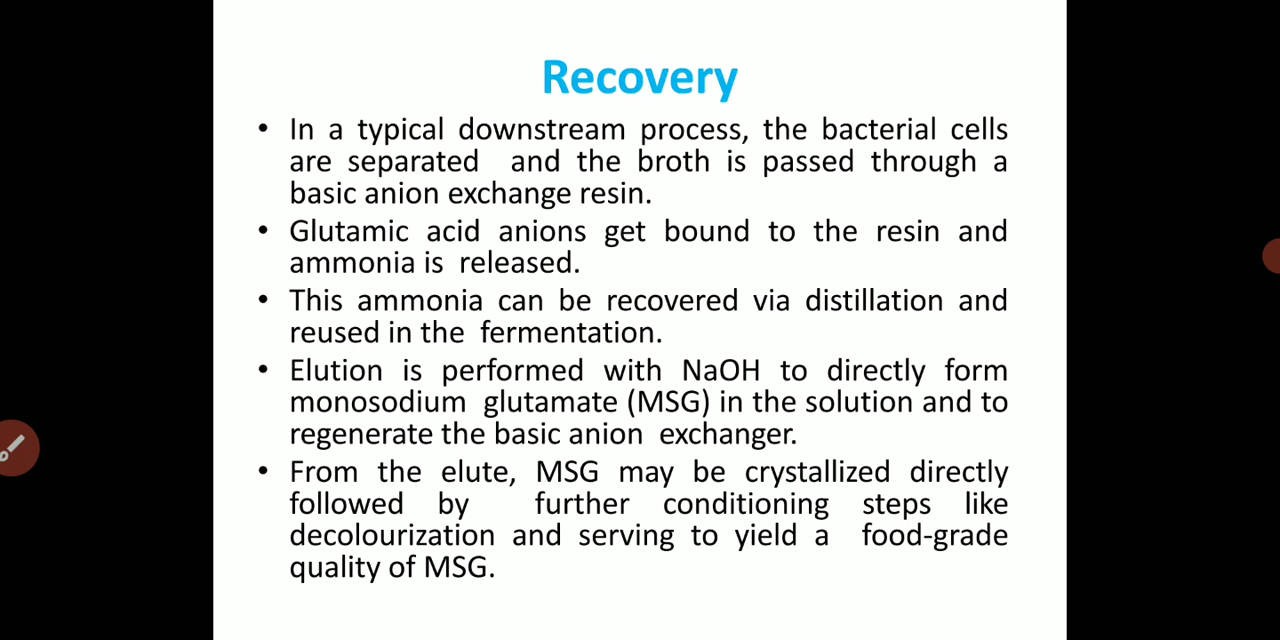 Recovery
• In a typical downstream process, the bacterial cells
are separated and the broth is passed through a
basic anion exchange resin.
• Glutamic acid anions get bound to the resin and
ammonia is released.
• This ammonia can be recovered via distillation and
reused in the fermentation.
• Elution is performed with NaOH to directly form
monosodium glutamate (MSG) in the solution and to
regenerate the basic anion exchanger.
• From the elute, MSG may be crystallized directly
followed by further conditioning steps like
decolourization and serving to yield a food-grade
quality of MSG.